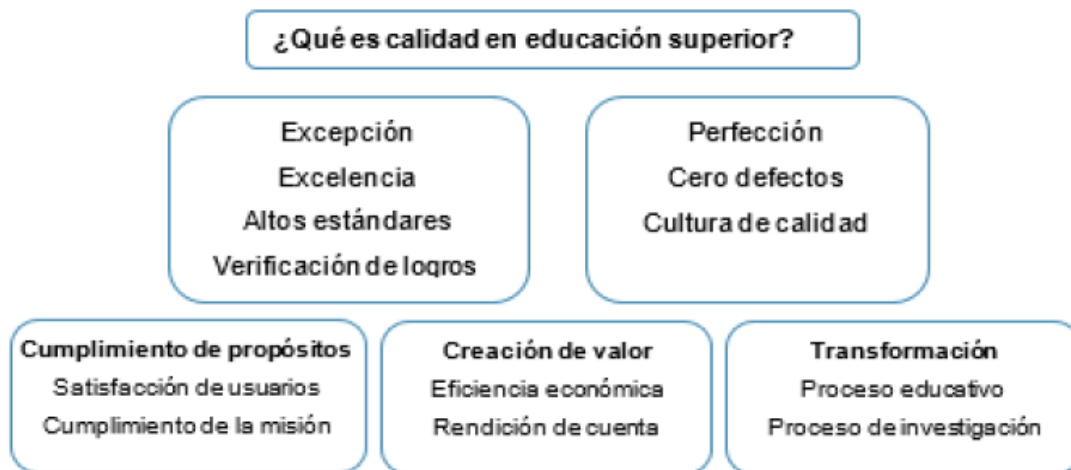 ¿Qué es calidad en educación superior?
Excepción
Excelencia
Altos estándares
Verificación de logros
Perfección
Cero defectos
Cultura de calidad
Cumplimiento de propósitos
Satisfacción de usuarios
Cumplimiento de la misión
Creación de valor
Eficiencia económica
Rendición de cuenta
Transformación
Proceso educativo
Proceso de investigación